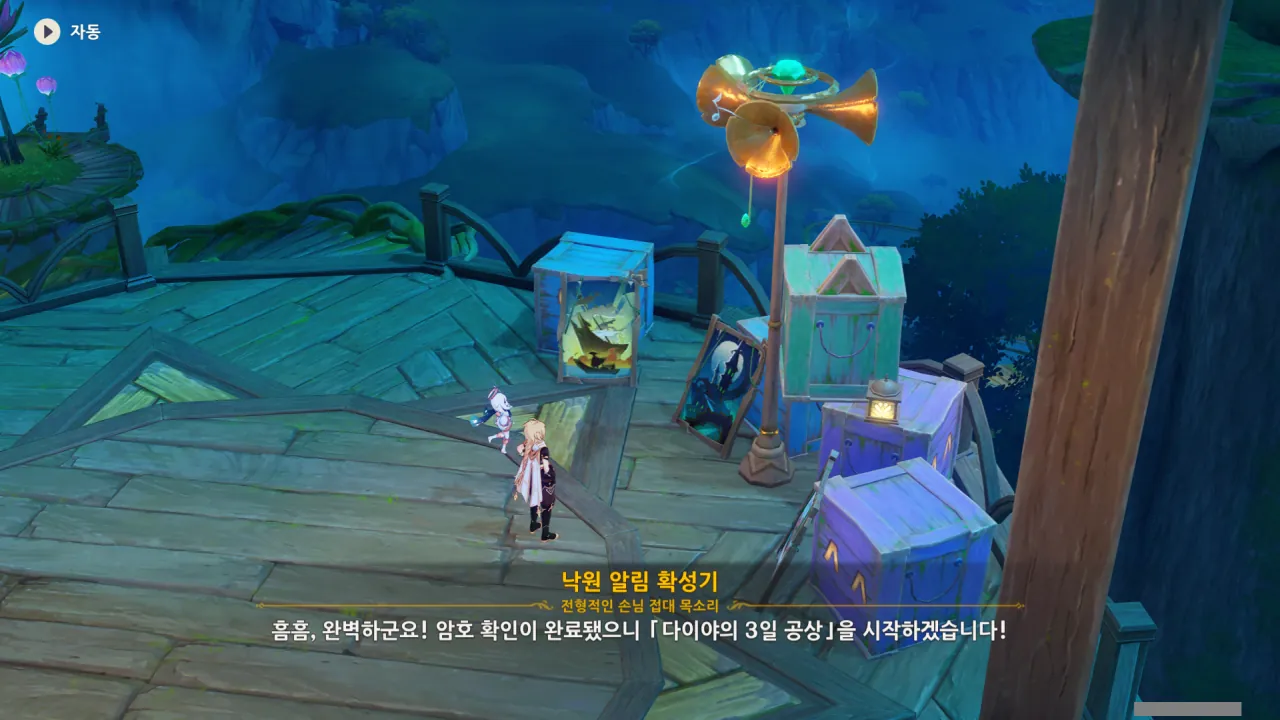 자동
낙원 알림 확성기
전형적인 손님 접대 목소리
흠흠, 완벽하군요! 암호 확인이 완료됐으니 「다이야의 3일 공상」을 시작하겠습니다!